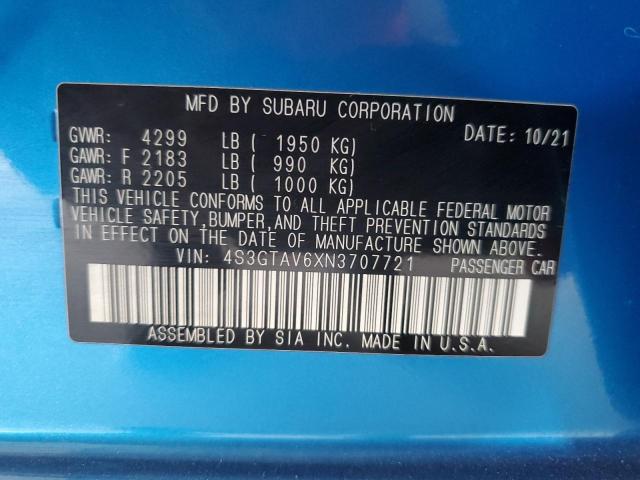 MFD BY SUBARU CORPORATION
GVWR: 4299 LB ( 1950 KG) DATE: 10/21
GAWR: F 2183 LB ( 990 KG)
GAWR: R 2205 LB ( 1000 KG)
THIS VEHICLE CONFORMS TO ALL APPLICABLE FEDERAL MOTOR
VEHICLE SAFETY, BUMPER, AND THEFT PREVENTION STANDARDS
IN EFFECT ON THE DATE OF MANUFACTURE SHOWN ABOVE.
VIN: 4S3GTAV6XN3707721 PASSENGER CAR
ASSEMBLED BY SIA INC. MADE IN U.S.A.